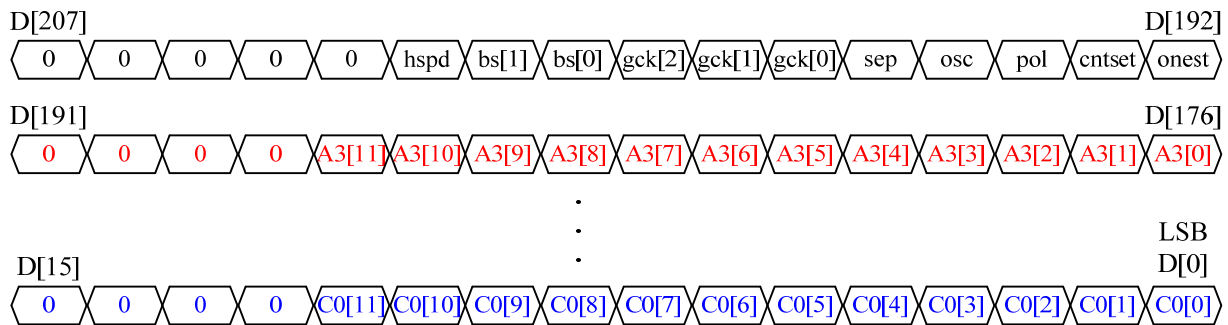 D[207] D[192]
0 0 0 0 0 hspd bs[1] bs[0] gck[2] gck[1] gck[0] sep osc pol cntset onest
D[191] D[176]
0 0 0 0 A3[11] A3[10] A3[9] A3[8] A3[7] A3[6] A3[5] A3[4] A3[3] A3[2] A3[1] A3[0]
LSB
D[15] D[0]
0 0 0 0 C0[11] C0[10] C0[9] C0[8] C0[7] C0[6] C0[5] C0[4] C0[3] C0[2] C0[1] C0[0]